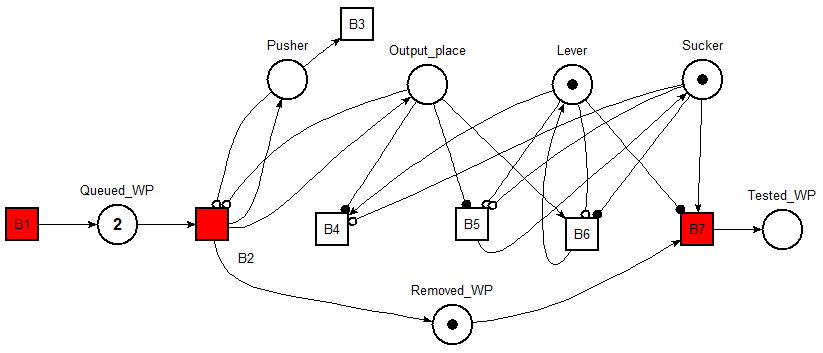 B3
Pusher
Output_place
Lever
Sucker
Queued_WP
Tested_WP
B1
2
B4
B5
B6
B7
B2
Removed_WP